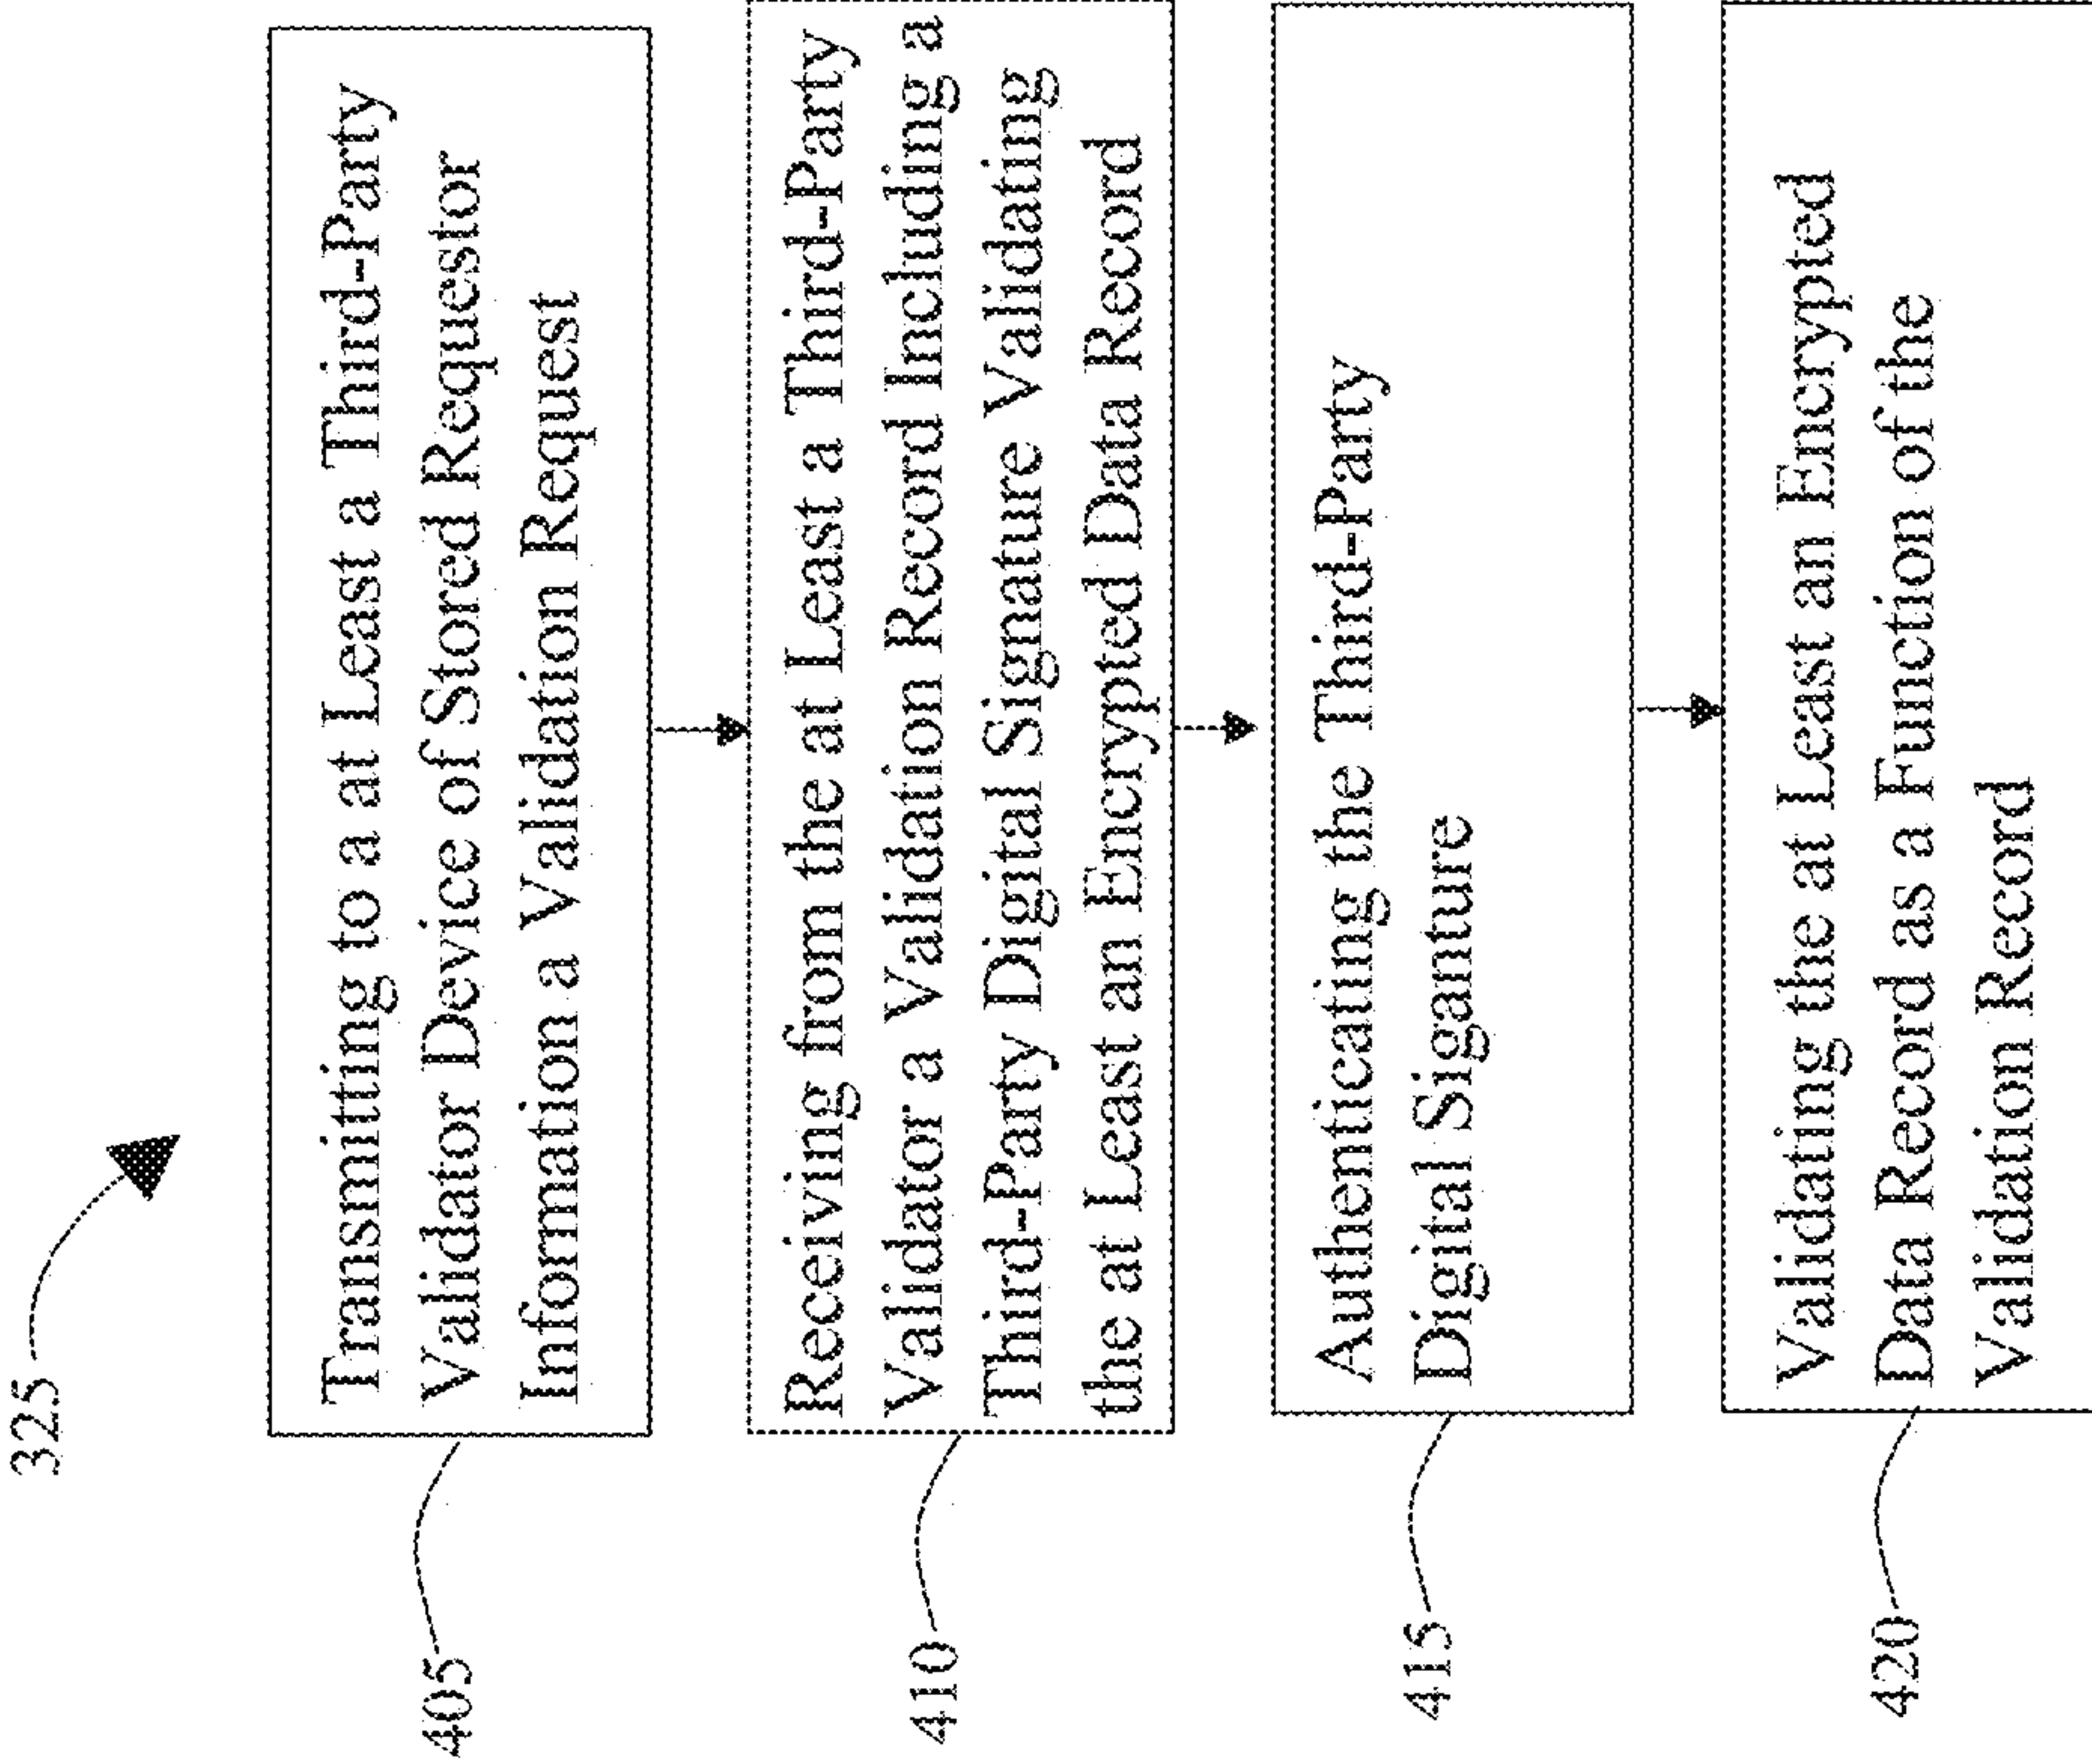 325
405
Transmitting to a at Least a Third-Party
Validator Device of Stored Requestor
Information a Validation Request
410
Receiving from the at Least a Third-Party
Validator a Validation Record Including a
Third-Party Digital Signature Validating
the at Least an Encrypted Data Record
415
Authenticating the Third-Party
Digital Siganture
420
Validating the at Least an Encrypted
Data Record as a Function of the
Validation Record